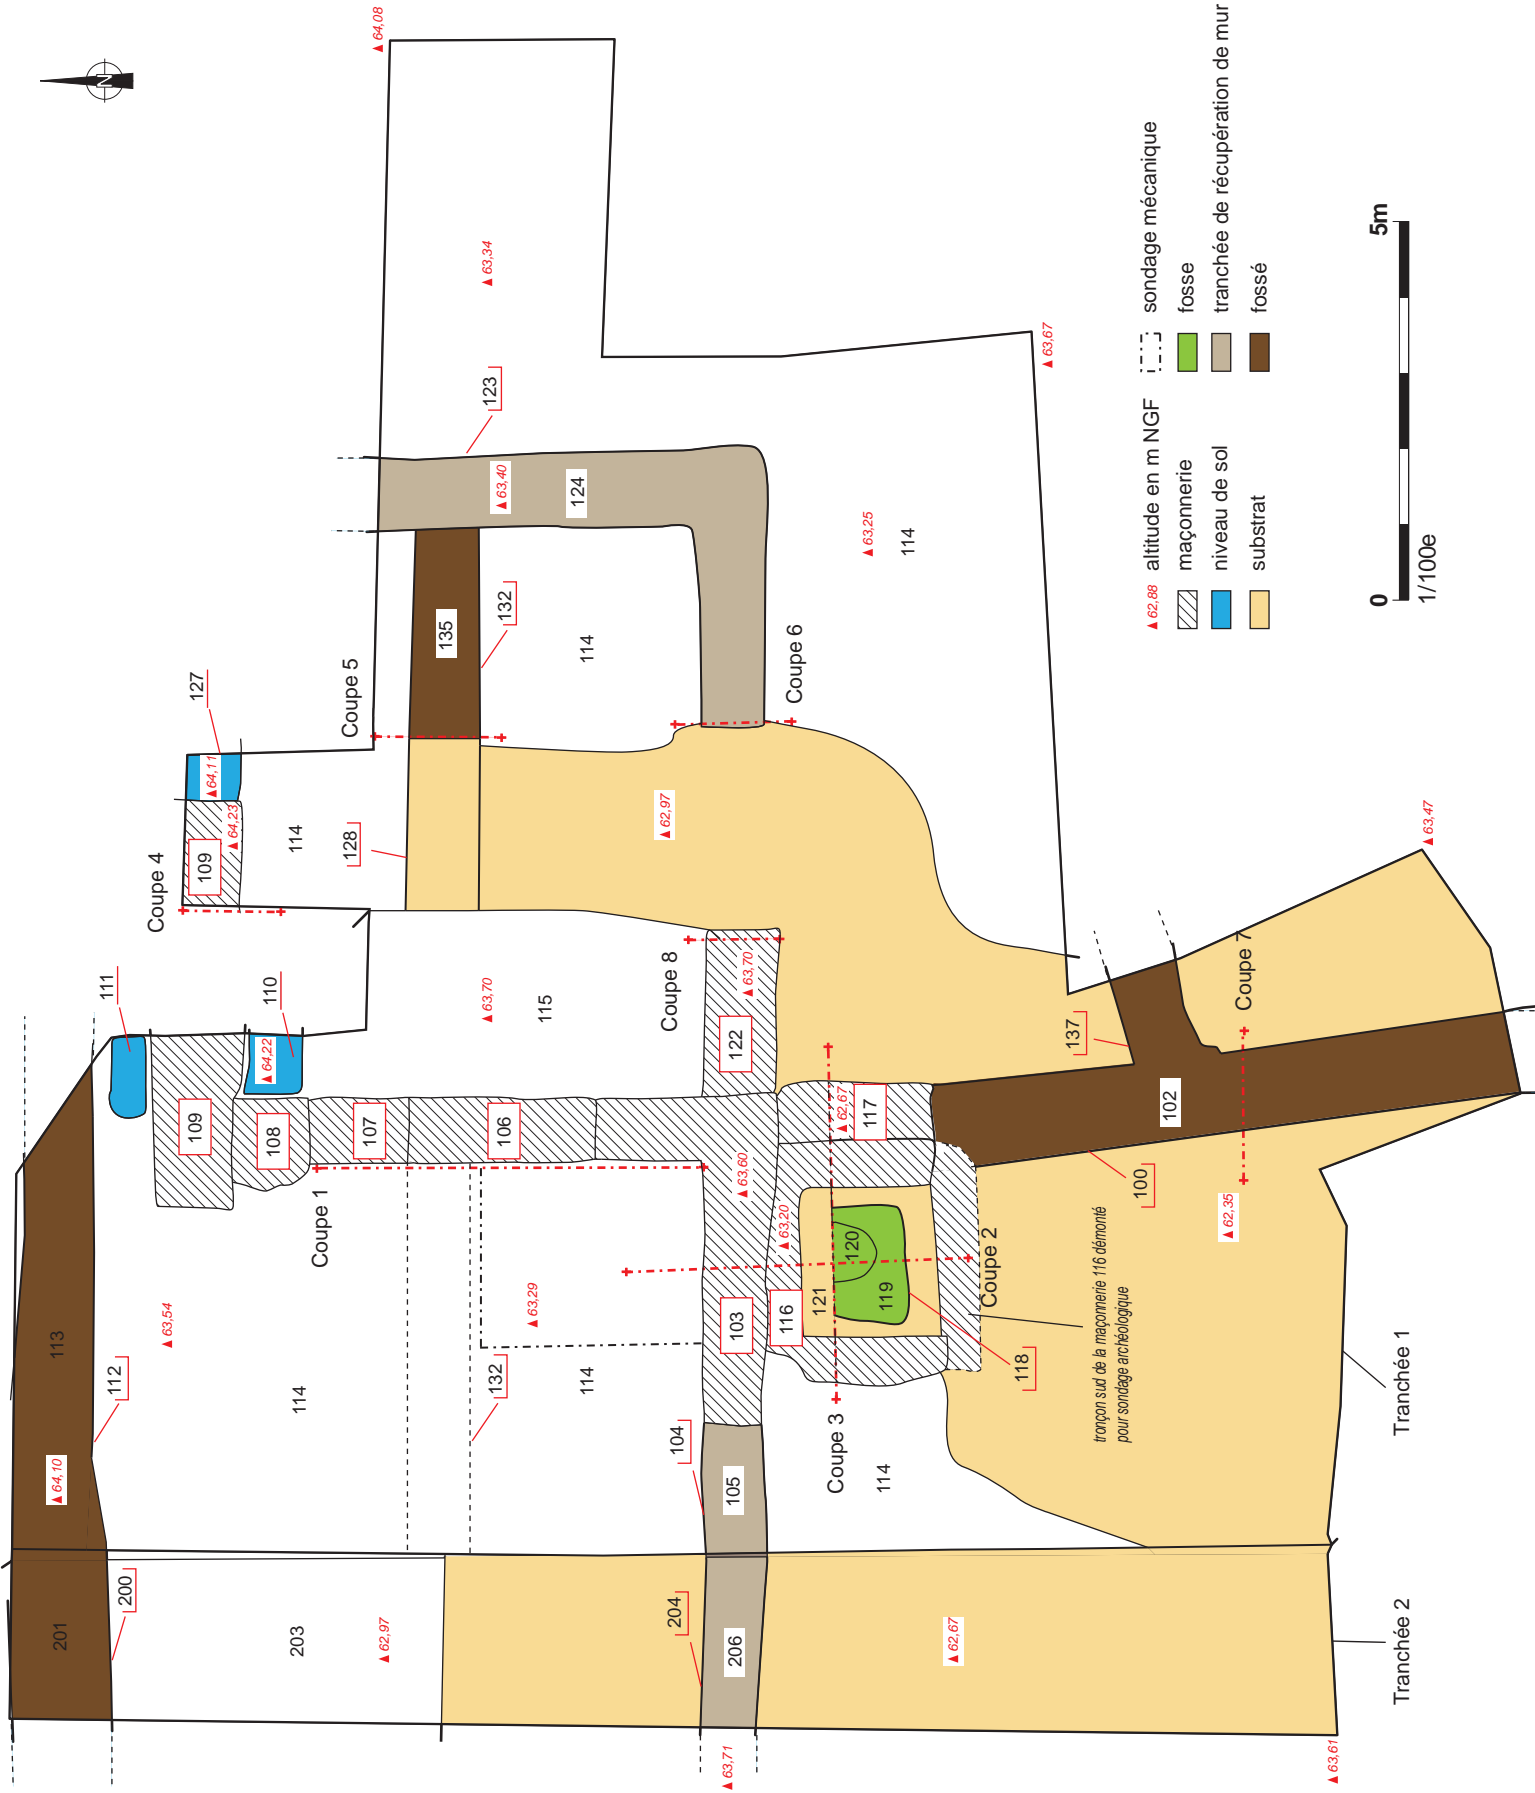 N
▲ 64,08
▲ 64,10
113
201
112
200
▲ 63,54
114
203
▲ 62,97
111
110
▲ 64,22
109
108
107
106
Coupe 1
Coupe 4
109
▲ 64,23
▲ 64,11
127
114
128
Coupe 5
135
132
114
123
▲ 63,40
124
▲ 63,34
▲ 63,70
115
Coupe 8
122
▲ 63,70
▲ 62,97
Coupe 6
▲ 63,25
114
▲ 63,67
132
114
▲ 63,29
▲ 63,60
103
104
105
204
206
▲ 63,71
▲ 63,20
116
121
120
119
118
▲ 62,67
117
Coupe 3
Coupe 2
114
▲ 62,67
tronçon sud de la maçonnerie 116 démonté
pour sondage archéologique
137
102
100
Coupe 7
▲ 62,35
▲ 63,47
▲ 63,61
Tranchée 1
Tranchée 2
▲ 62,88 altitude en m NGF
maçonnerie
niveau de sol
substrat
sondage mécanique
fosse
tranchée de récupération de mur
fossé
0 5m
1/100e